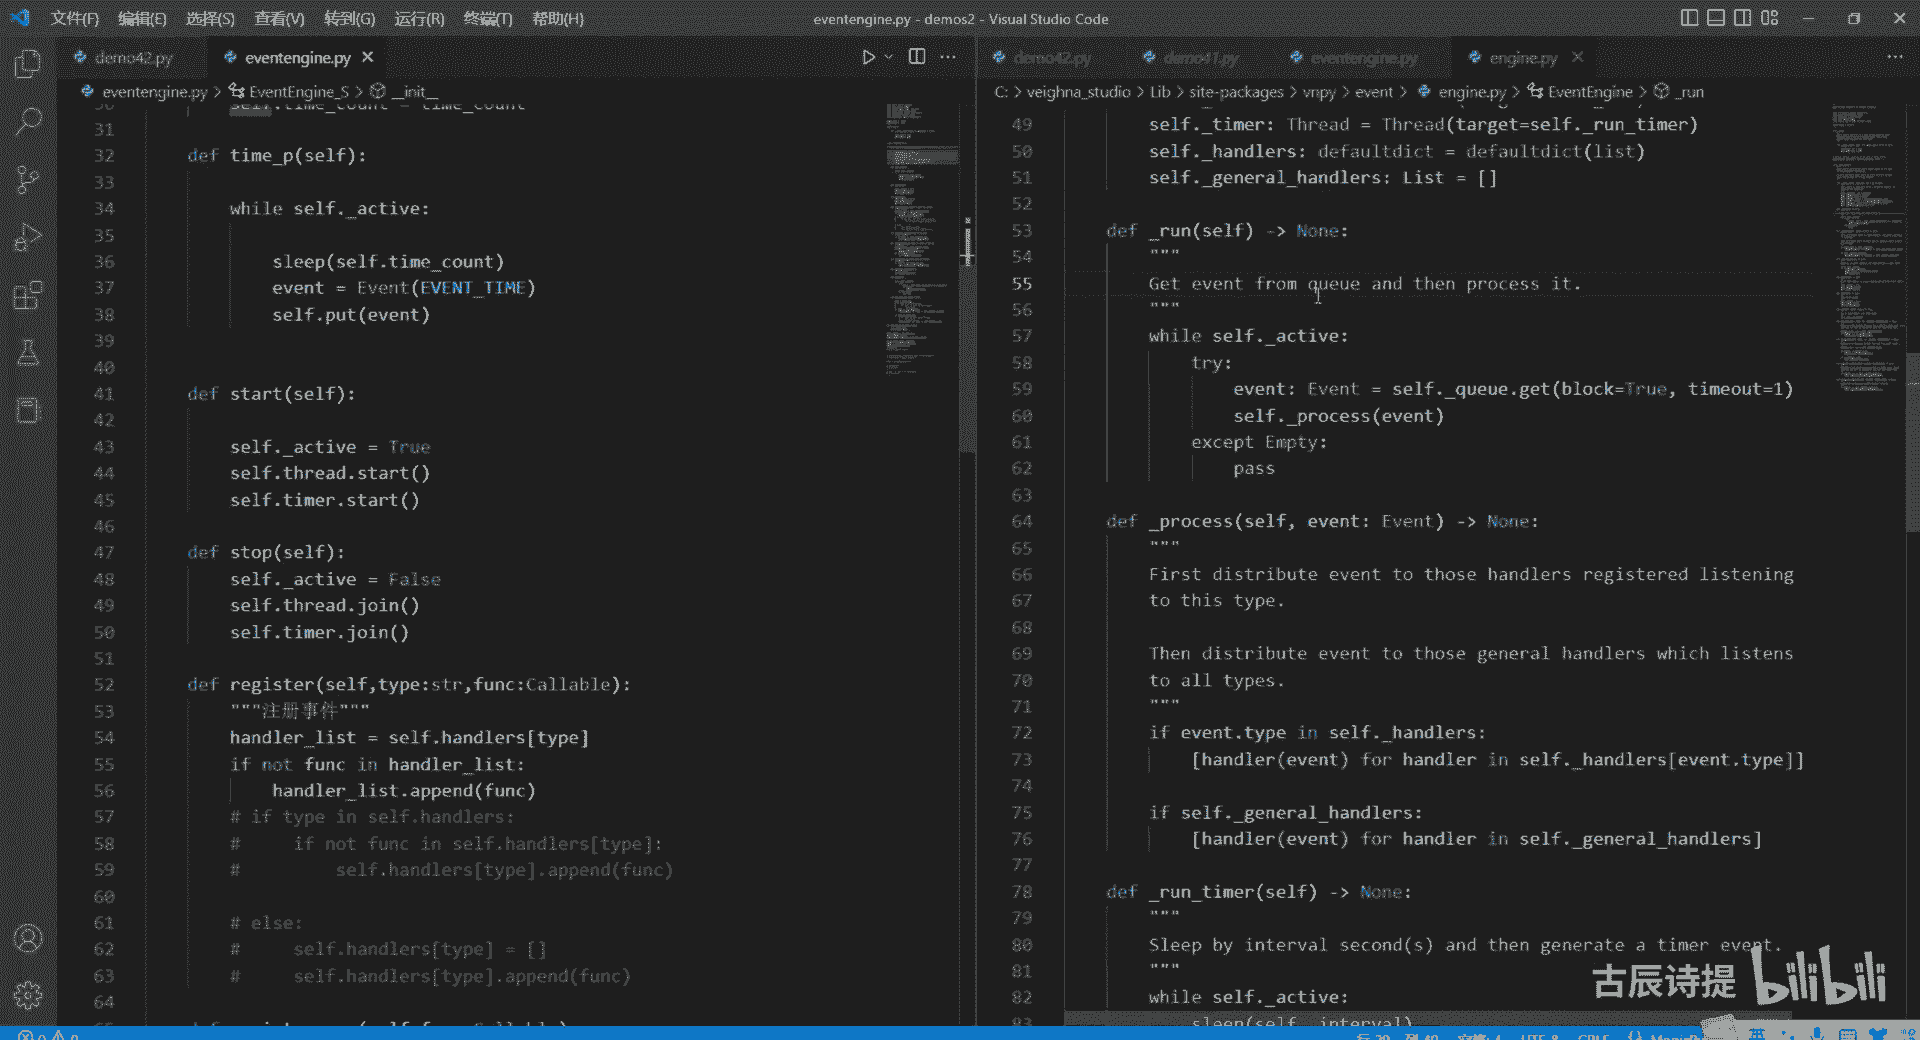 文件(F) 编辑(E) 选择(S) 查看(V) 转到(G) 运行(R) 终端(T) 帮助(H)
eventengine.py - demos2 - Visual Studio Code
demo42.py eventengine.py
eventengine.py > EventEngine_S > __init__
30 self.time_count = time_count
31
32 def time_p(self):
33
34 while self._active:
35
36 sleep(self.time_count)
37 event = Event(EVENT_TIME)
38 self.put(event)
39
40
41 def start(self):
42
43 self._active = True
44 self.thread.start()
45 self.timer.start()
46
47 def stop(self):
48 self._active = False
49 self.thread.join()
50 self.timer.join()
51
52 def register(self,type:str,func:Callable):
53 """注册事件"""
54 handler_list = self.handlers[type]
55 if not func in handler_list:
56 handler_list.append(func)
57 # if type in self.handlers:
58 # if not func in self.handlers[type]:
59 # self.handlers[type].append(func)
60
61 # else:
62 # self.handlers[type] = []
63 # self.handlers[type].append(func)
64
demo42.py demo41.py eventengine.py engine.py
C: > veighna_studio > Lib > site-packages > vnpy > event > engine.py > EventEngine > _run
49 self._timer: Thread = Thread(target=self._run_timer)
50 self._handlers: defaultdict = defaultdict(list)
51 self._general_handlers: List = []
52
53 def _run(self) -> None:
54 """
55 Get event from queue and then process it.
56 """
57 while self._active:
58 try:
59 event: Event = self._queue.get(block=True, timeout=1)
60 self._process(event)
61 except Empty:
62 pass
63
64 def _process(self, event: Event) -> None:
65 """
66 First distribute event to those handlers registered listening
67 to this type.
68
69 Then distribute event to those general handlers which listens
70 to all types.
71 """
72 if event.type in self._handlers:
73 [handler(event) for handler in self._handlers[event.type]]
74
75 if self._general_handlers:
76 [handler(event) for handler in self._general_handlers]
77
78 def _run_timer(self) -> None:
79 """
80 Sleep by interval second(s) and then generate a timer event.
81 """
82 while self._active:
83 sleep(self._interval)
古辰诗提 bilibili